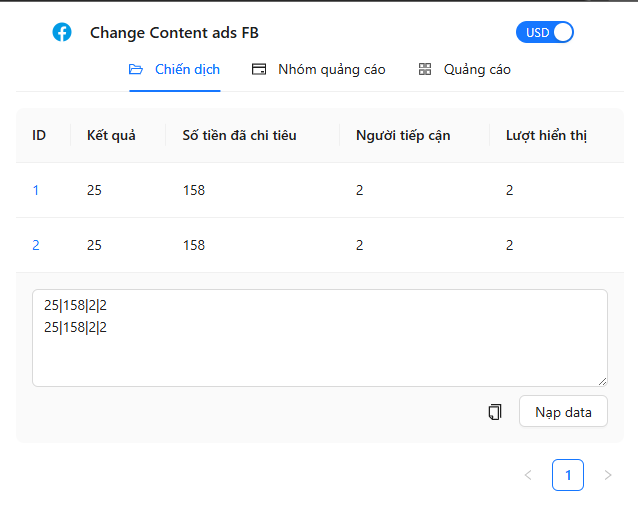 Change Content ads FB
USD
Chiến dịch
Nhóm quảng cáo
Quảng cáo
ID Kết quả Số tiền đã chi tiêu Người tiếp cận Lượt hiển thị
1 25 158 2 2
2 25 158 2 2
25|158|2|2
25|158|2|2
Nạp data
1